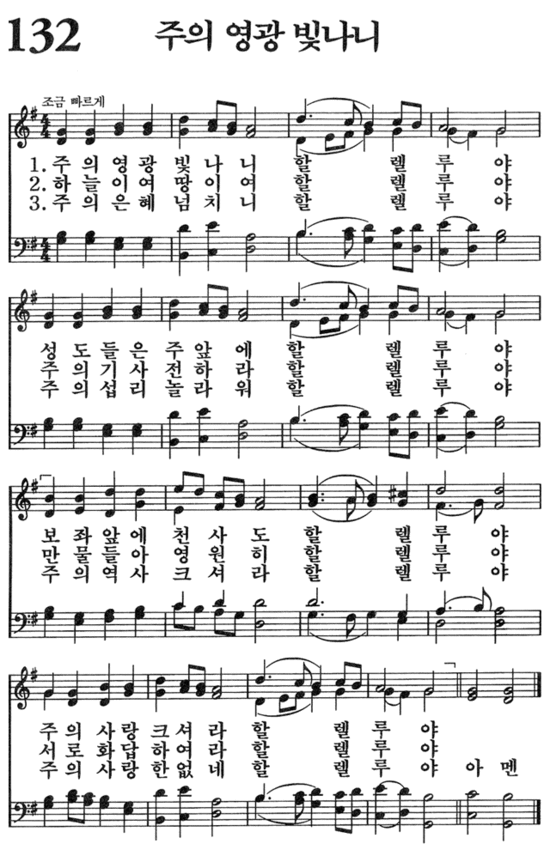 132 주의 영광 빛나니
조금 빠르게
1. 주의영광 빛나니 할 렐루야
2. 하늘이여 땅이여 할 렐루야
3. 주의은혜 넘치니 할 렐루야
성도들은주앞에 할 렐루야
주의기사전하라 할 렐루야
주의섭리놀라워 할 렐루야
보좌앞에천사도 할 렐루야
만물들아영원히 할 렐루야
주의역사크셔라 할 렐루야
주의사랑크셔라 할 렐루야
서로화답하여라 할 렐루야
주의사랑한없네 할 렐루야 아멘